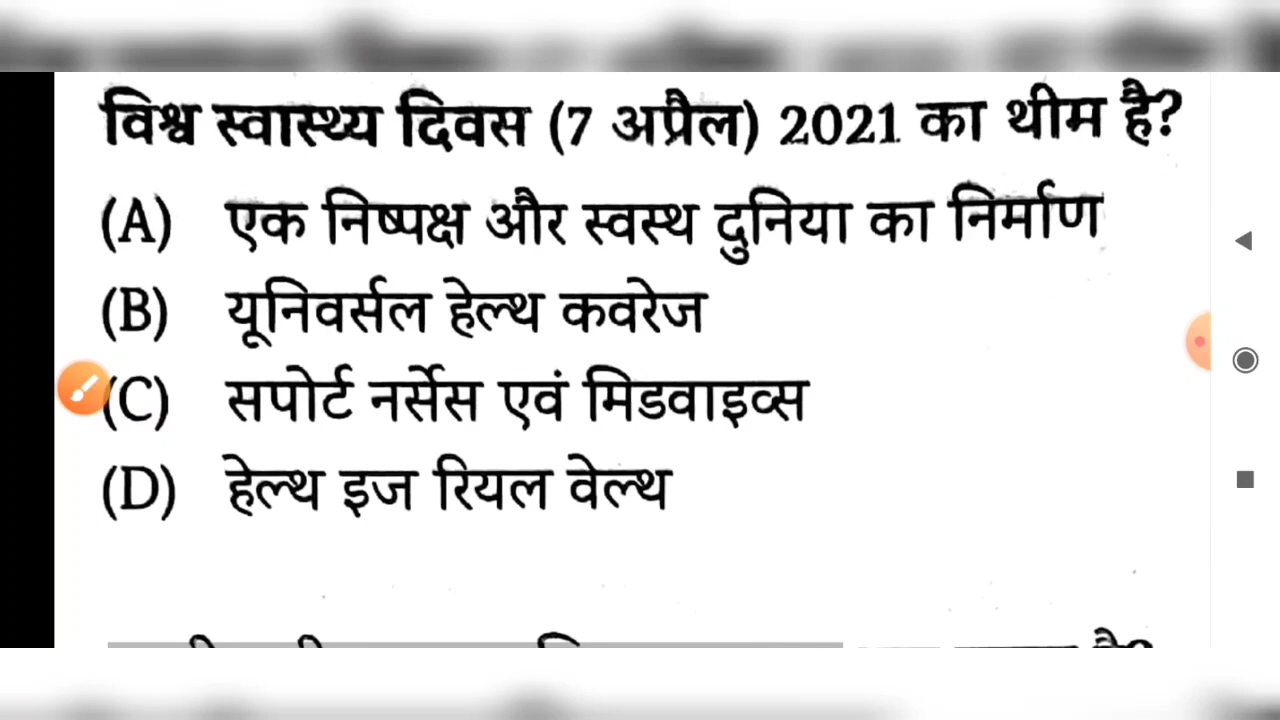 विश्व स्वास्थ्य दिवस (7 अप्रैल) 2021 का थीम है?
(A) एक निष्पक्ष और स्वस्थ दुनिया का निर्माण
(B) यूनिवर्सल हेल्थ कवरेज
(C) सपोर्ट नर्सेस एवं मिडवाइव्स
(D) हेल्थ इज रियल वेल्थ